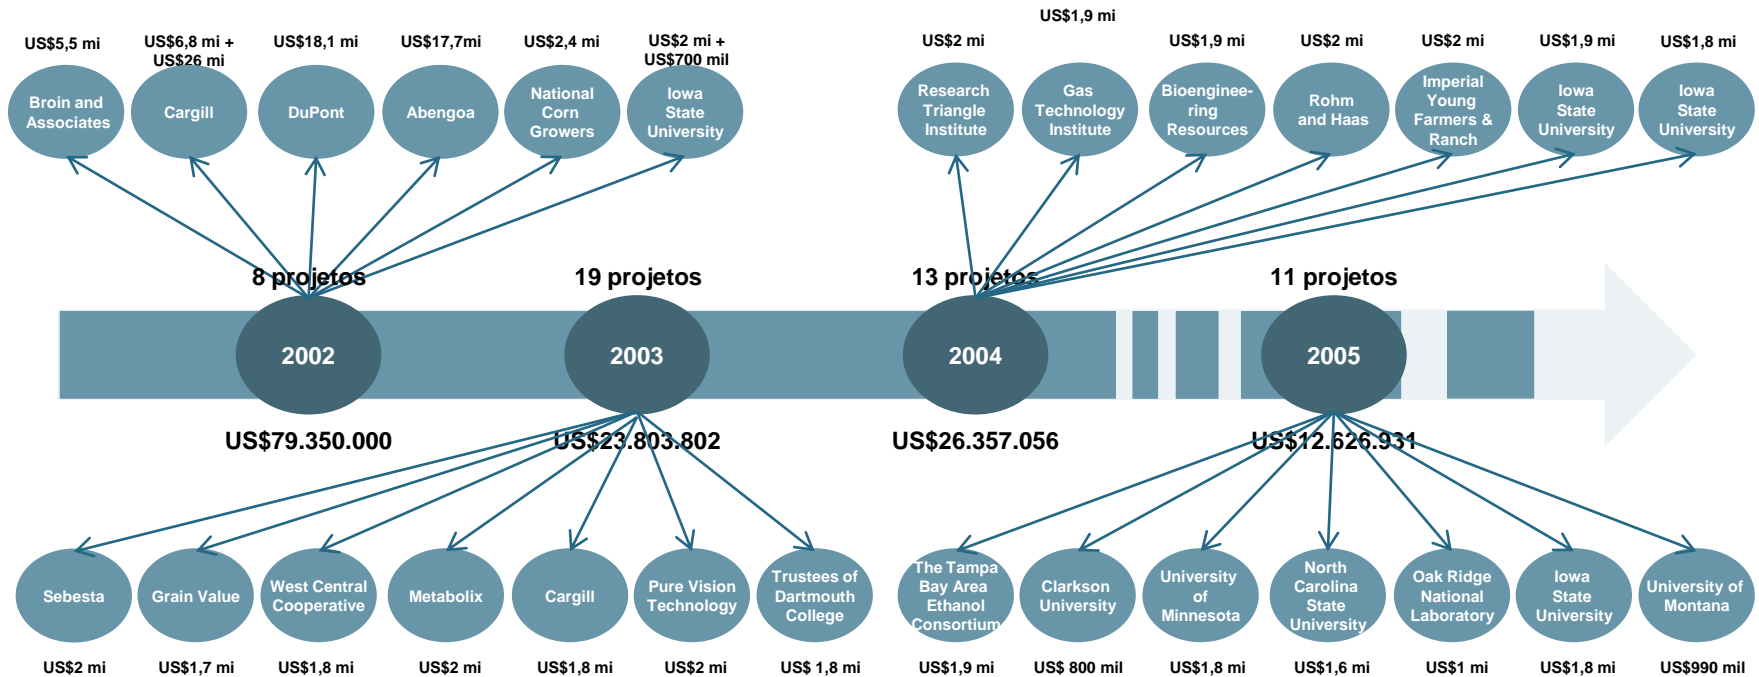 US$1,9 mi
US$5,5 mi
US$6,8 mi +
US$26 mi
US$18,1 mi
US$17,7mi
US$2,4 mi
US$2 mi +
US$700 mil
US$2 mi
US$1,9 mi
US$2 mi
US$2 mi
US$1,9 mi
US$1,8 mi
Broin and
Associates
Cargill
DuPont
Abengoa
National
Corn
Growers
Iowa
State
University
Research
Triangle
Institute
Gas
Technology
Institute
Bioenginee-
ring
Resources
Rohm
and Haas
Imperial
Young
Farmers &
Ranch
Iowa
State
University
Iowa
State
University
8 projetos
19 projetos
13 projetos
11 projetos
2002
2003
2004
2005
US$79.350.000
US$23.803.802
US$26.357.056
US$12.626.931
Sebesta
Grain Value
West Central
Cooperative
Metabolix
Cargill
Pure Vision
Technology
Trustees of
Dartmouth
College
The Tampa
Bay Area
Ethanol
Consortium
Clarkson
University
University
of
Minnesota
North
Carolina
State
University
Oak Ridge
National
Laboratory
Iowa
State
University
University of
Montana
US$2 mi
US$1,7 mi
US$1,8 mi
US$2 mi
US$1,8 mi
US$2 mi
US$ 1,8 mi
US$1,9 mi
US$ 800 mil
US$1,8 mi
US$1,6 mi
US$1 mi
US$1,8 mi
US$990 mil